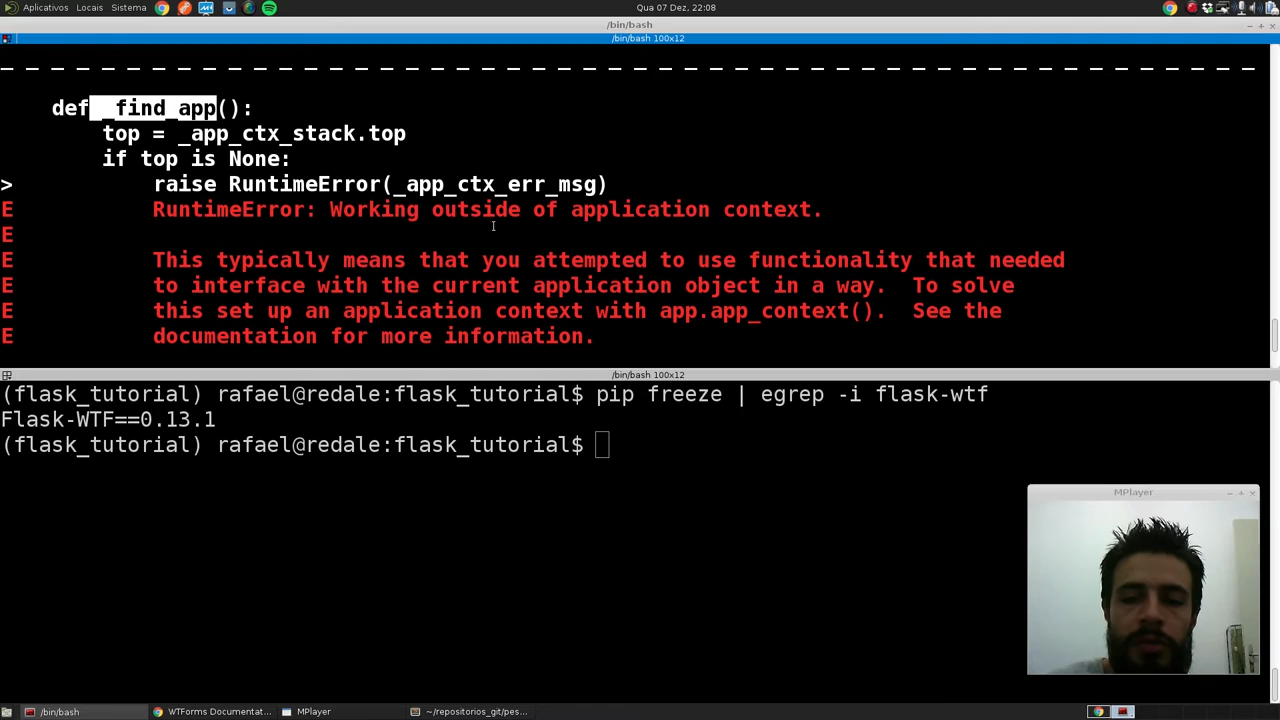 Aplicativos Locais Sistema Qua 07 Dez, 22:08
/bin/bash
/bin/bash 100x12
def _find_app():
top = _app_ctx_stack.top
if top is None:
> raise RuntimeError(_app_ctx_err_msg)
E RuntimeError: Working outside of application context.
E
E This typically means that you attempted to use functionality that needed
E to interface with the current application object in a way. To solve
E this set up an application context with app.app_context(). See the
E documentation for more information.
/bin/bash 100x12
(flask_tutorial) rafael@redale:flask_tutorial$ pip freeze | egrep -i flask-wtf
Flask-WTF==0.13.1
(flask_tutorial) rafael@redale:flask_tutorial$
MPlayer
/bin/bash WTForms Documentat... MPlayer ~/repositorios_git/pes...